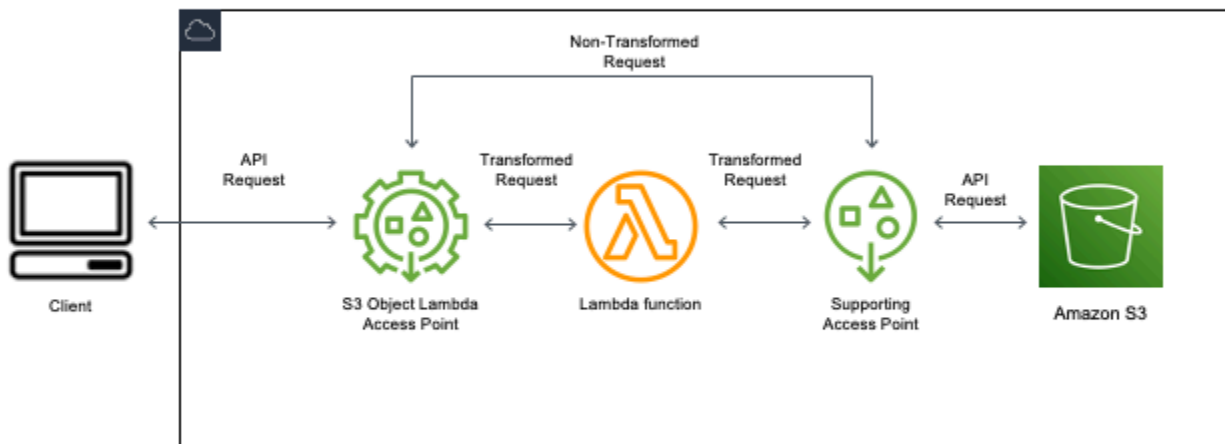 Non-Transformed
Request
API
Request
Transformed
Request
Transformed
Request
API
Request
Client
S3 Object Lambda
Access Point
Lambda function
Supporting
Access Point
Amazon S3